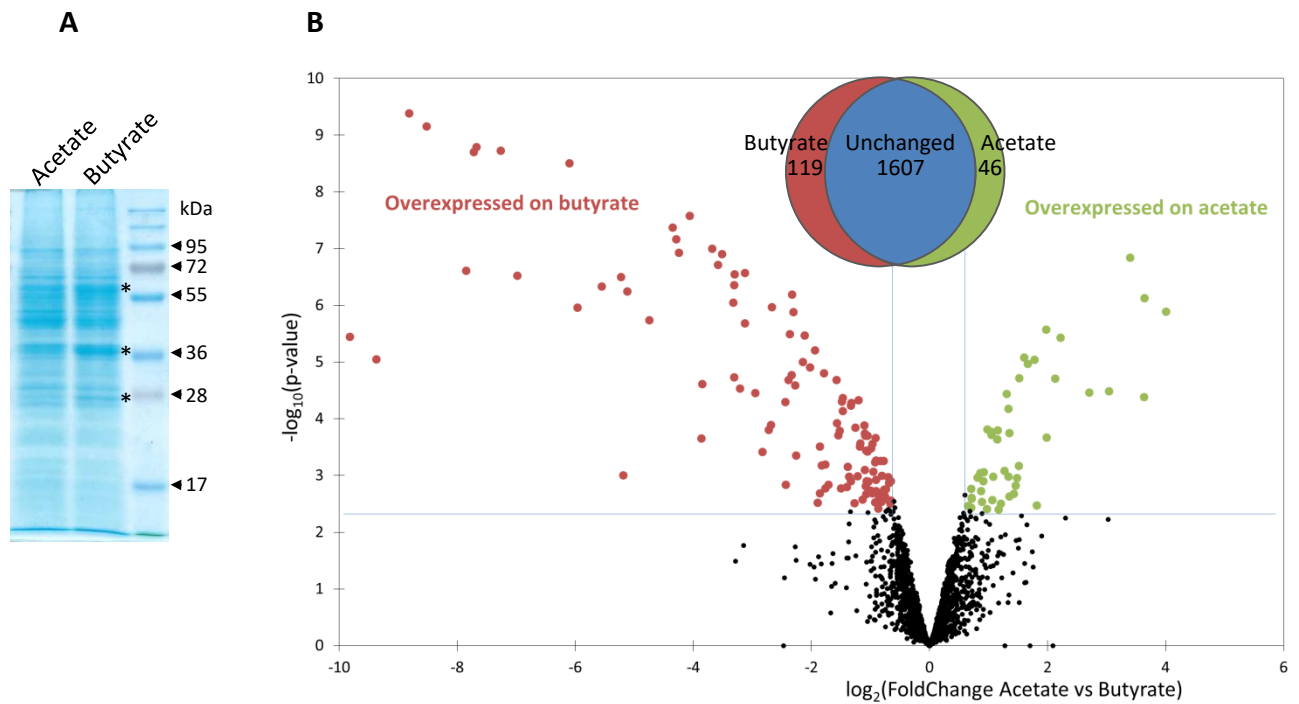 A
B
Acetate
Butyrate
kDa
95
72
*
55
*
36
*
28
17
10
9
8
7
6
5
4
3
2
1
0
-log10(p-value)
Butyrate
119
Unchanged
1607
Acetate
46
Overexpressed on butyrate
Overexpressed on acetate
-10 -8 -6 -4 -2 0 2 4 6
log2(FoldChange Acetate vs Butyrate)